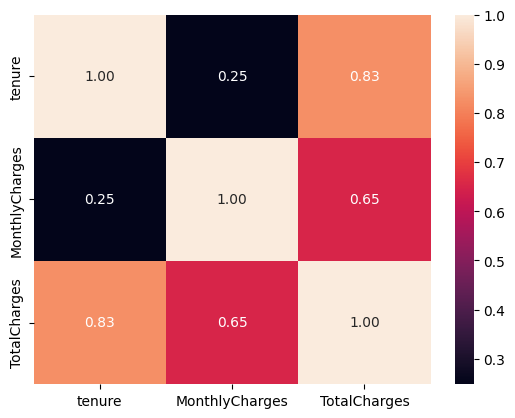 tenure
1.00 0.25 0.83
MonthlyCharges
0.25 1.00 0.65
TotalCharges
0.83 0.65 1.00
tenure MonthlyCharges TotalCharges
1.0
0.9
0.8
0.7
0.6
0.5
0.4
0.3